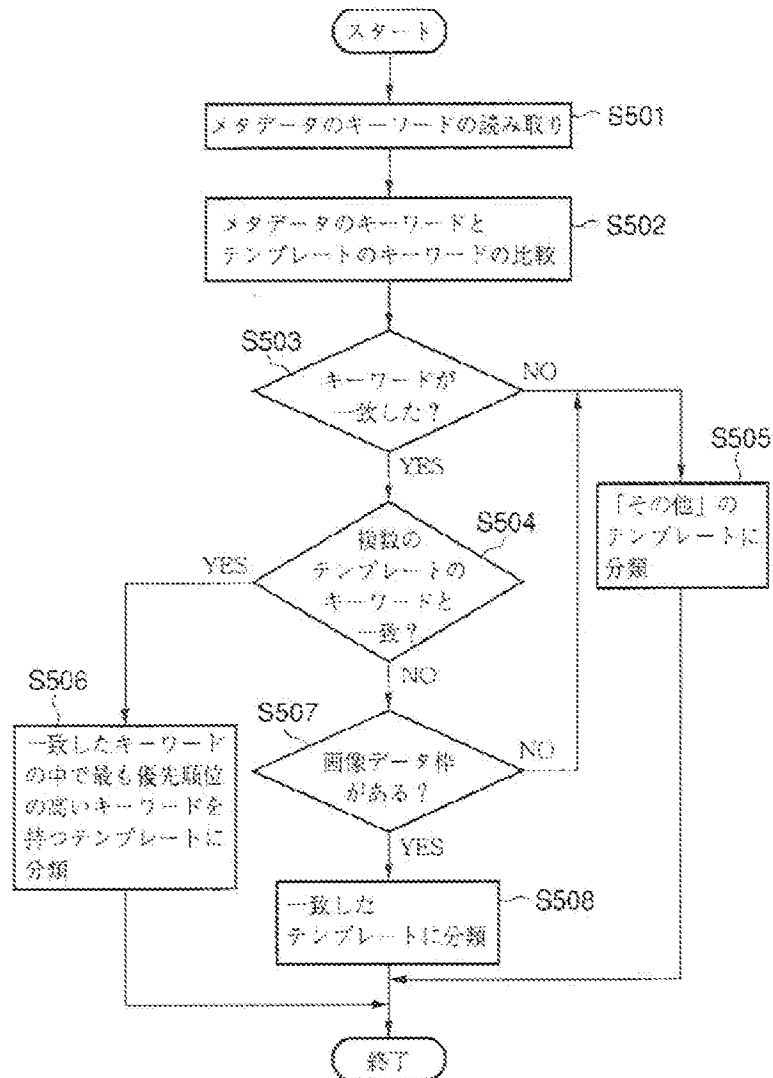 スタート
メタデータのキーワードの読み取り
S501
メタデータのキーワードと
テンプレートのキーワードの比較
S502
S503
キーワードが
一致した?
NO
YES
S505
「その他」の
テンプレートに
分類
S504
複数の
テンプレートの
キーワードと
一致?
YES
NO
S506
一致したキーワード
の中で最も優先順位
の高いキーワードを
持つテンプレートに
分類
S507
画像データ枠
がある?
NO
YES
一致した
テンプレートに分類
S508
終了